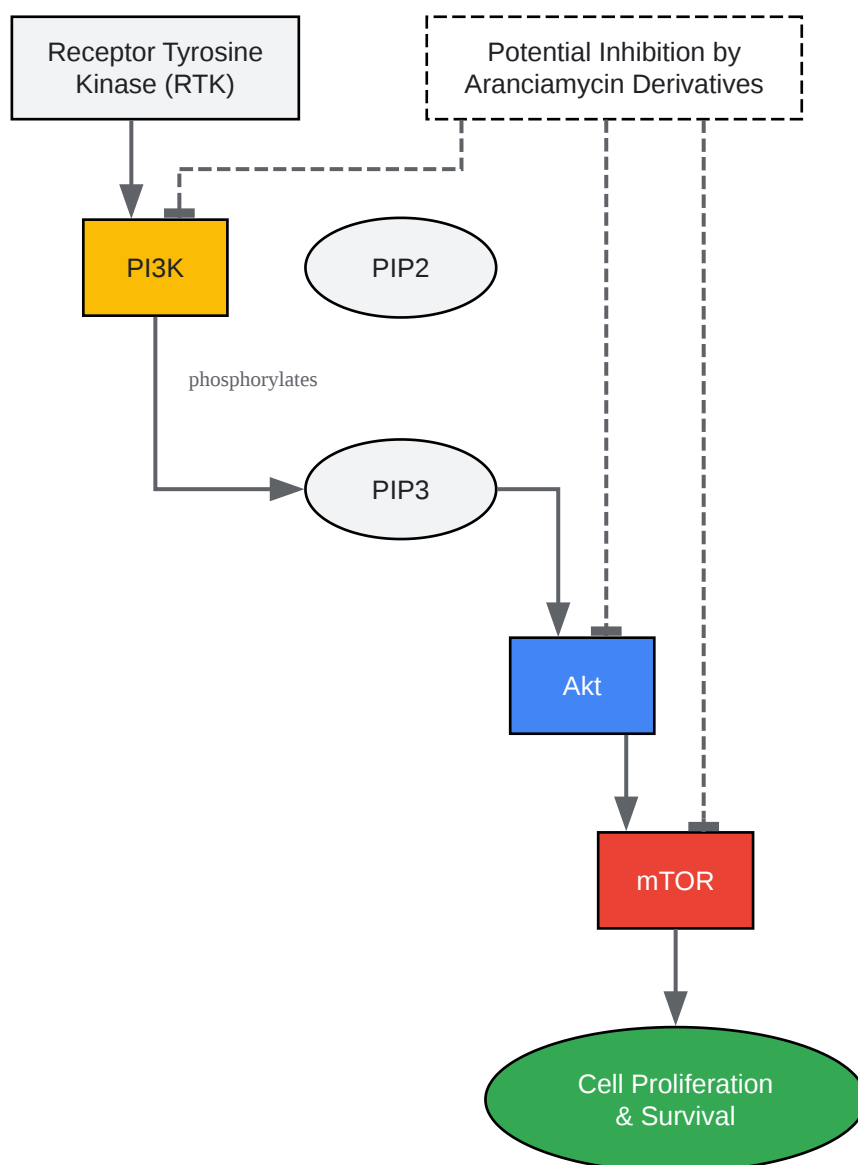 Receptor Tyrosine
Kinase (RTK)
Potential Inhibition by
Aranciamycin Derivatives
PI3K
PIP2
phosphorylates
PIP3
Akt
mTOR
Cell Proliferation
& Survival